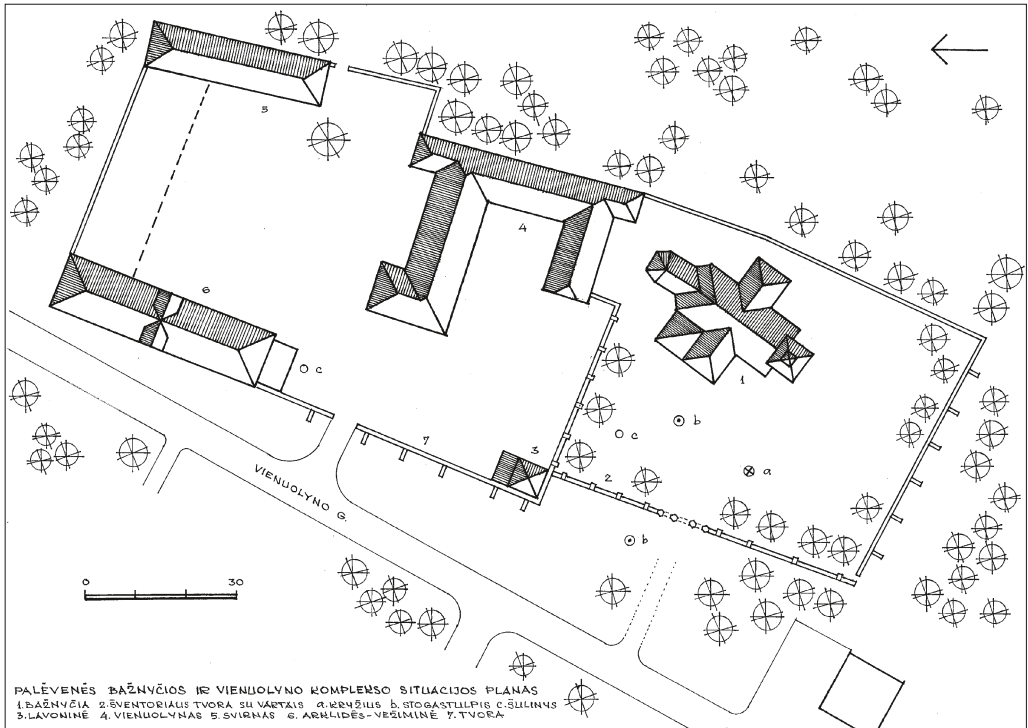 5
6
4
c
1
b
c
7
3
a
2
VIENUOLYNO G.
b
0 30
PALĖVENĖS BAŽNYČIOS IR VIENUOLYNO KOMPLEKSO SITUACIJOS PLANAS
1. BAŽNYČIA 2. ŠVENTORIAUS TVORA SU VARTAIS a. KRYŽIUS b. STOGASTULPIS c. ŠULINYS
3. LAVONINĖ 4. VIENUOLYNAS 5. SVIRNAS 6. ARKLIDĖS-VEŽIMINĖ 7. TVORA